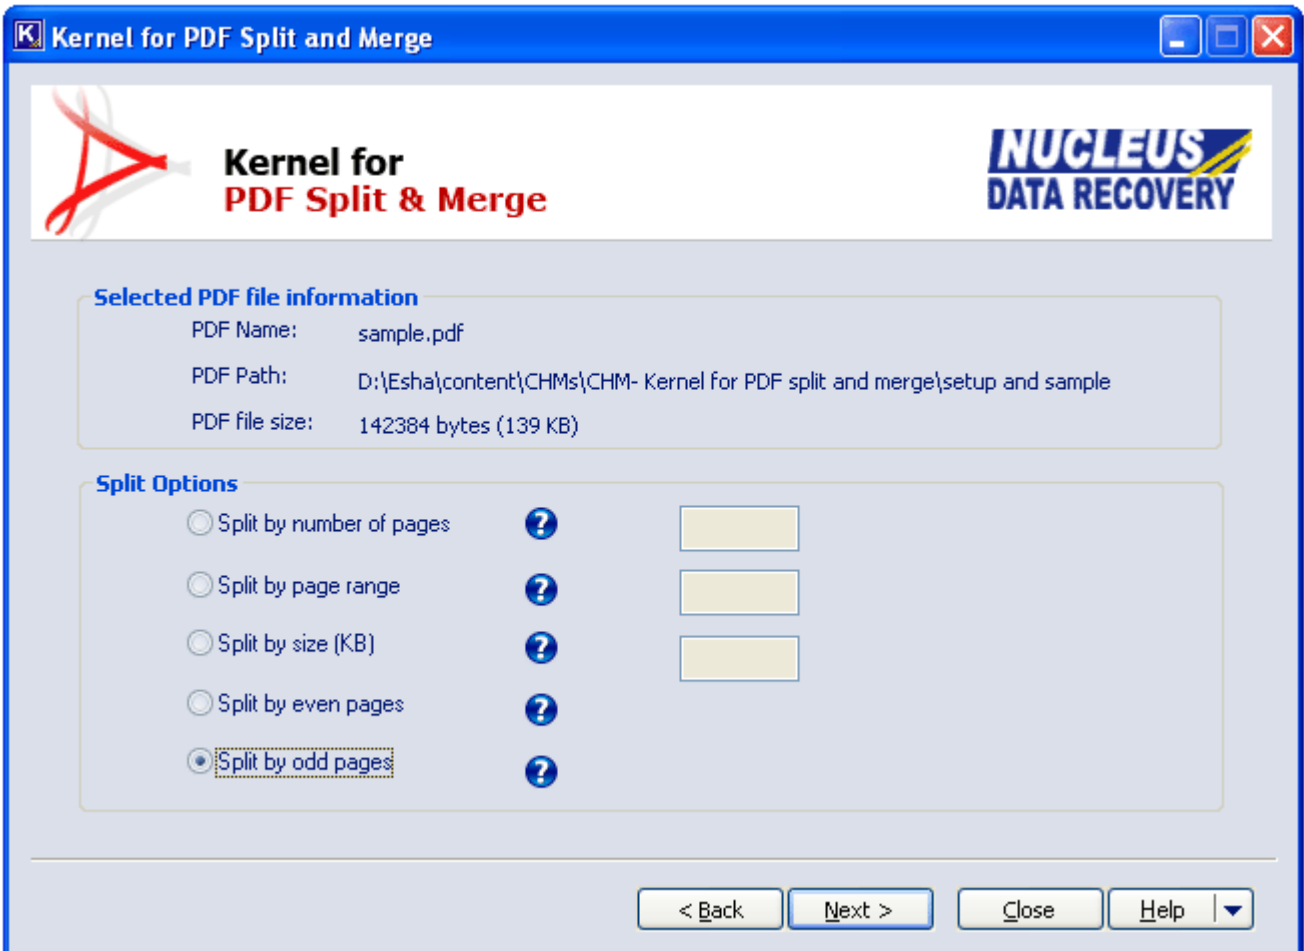 Kernel for PDF Split and Merge
Kernel for
PDF Split & Merge
NUCLEUS
DATA RECOVERY
Selected PDF file information
PDF Name: sample.pdf
PDF Path: D:\Esha\content\CHMs\CHM- Kernel for PDF split and merge\setup and sample
PDF file size: 142384 bytes (139 KB)
Split Options
Split by number of pages ?
Split by page range ?
Split by size (KB) ?
Split by even pages ?
Split by odd pages ?
< Back Next > Close Help